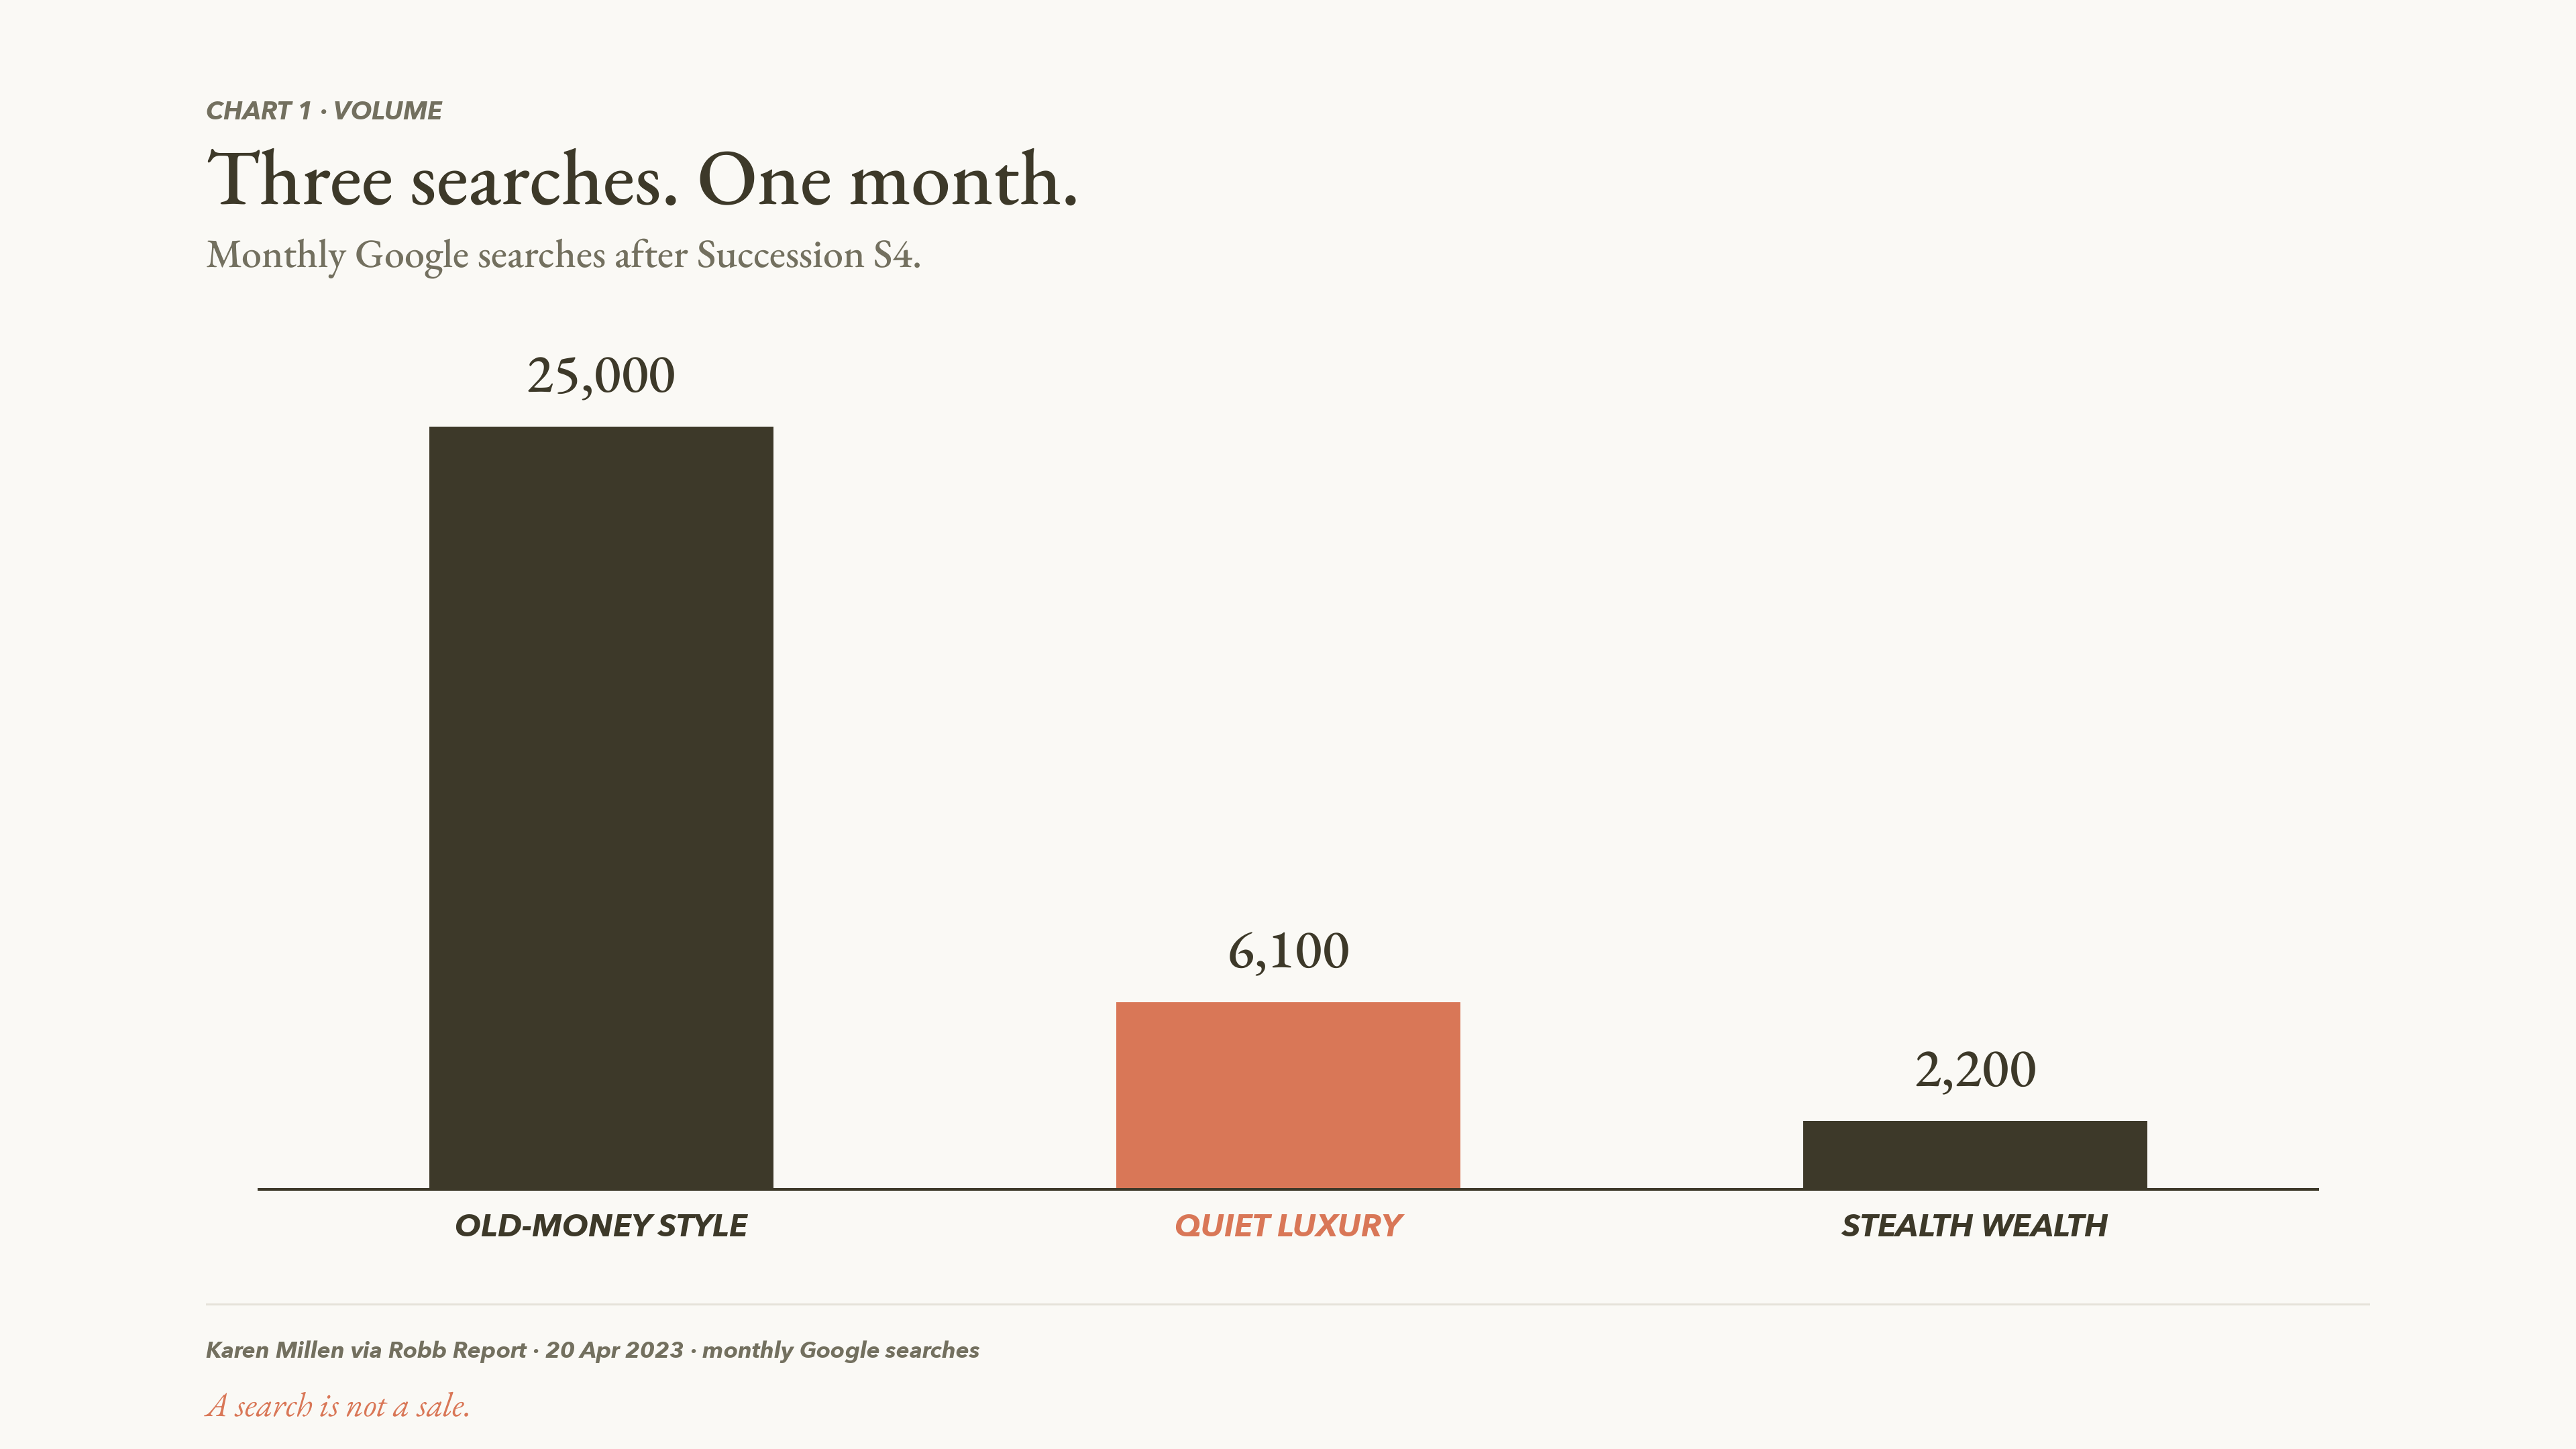 CHART 1 · VOLUME
Three searches. One month.
Monthly Google searches after Succession S4.
25,000
6,100
2,200
OLD-MONEY STYLE
QUIET LUXURY
STEALTH WEALTH
Karen Millen via Robb Report · 20 Apr 2023 · monthly Google searches
A search is not a sale.